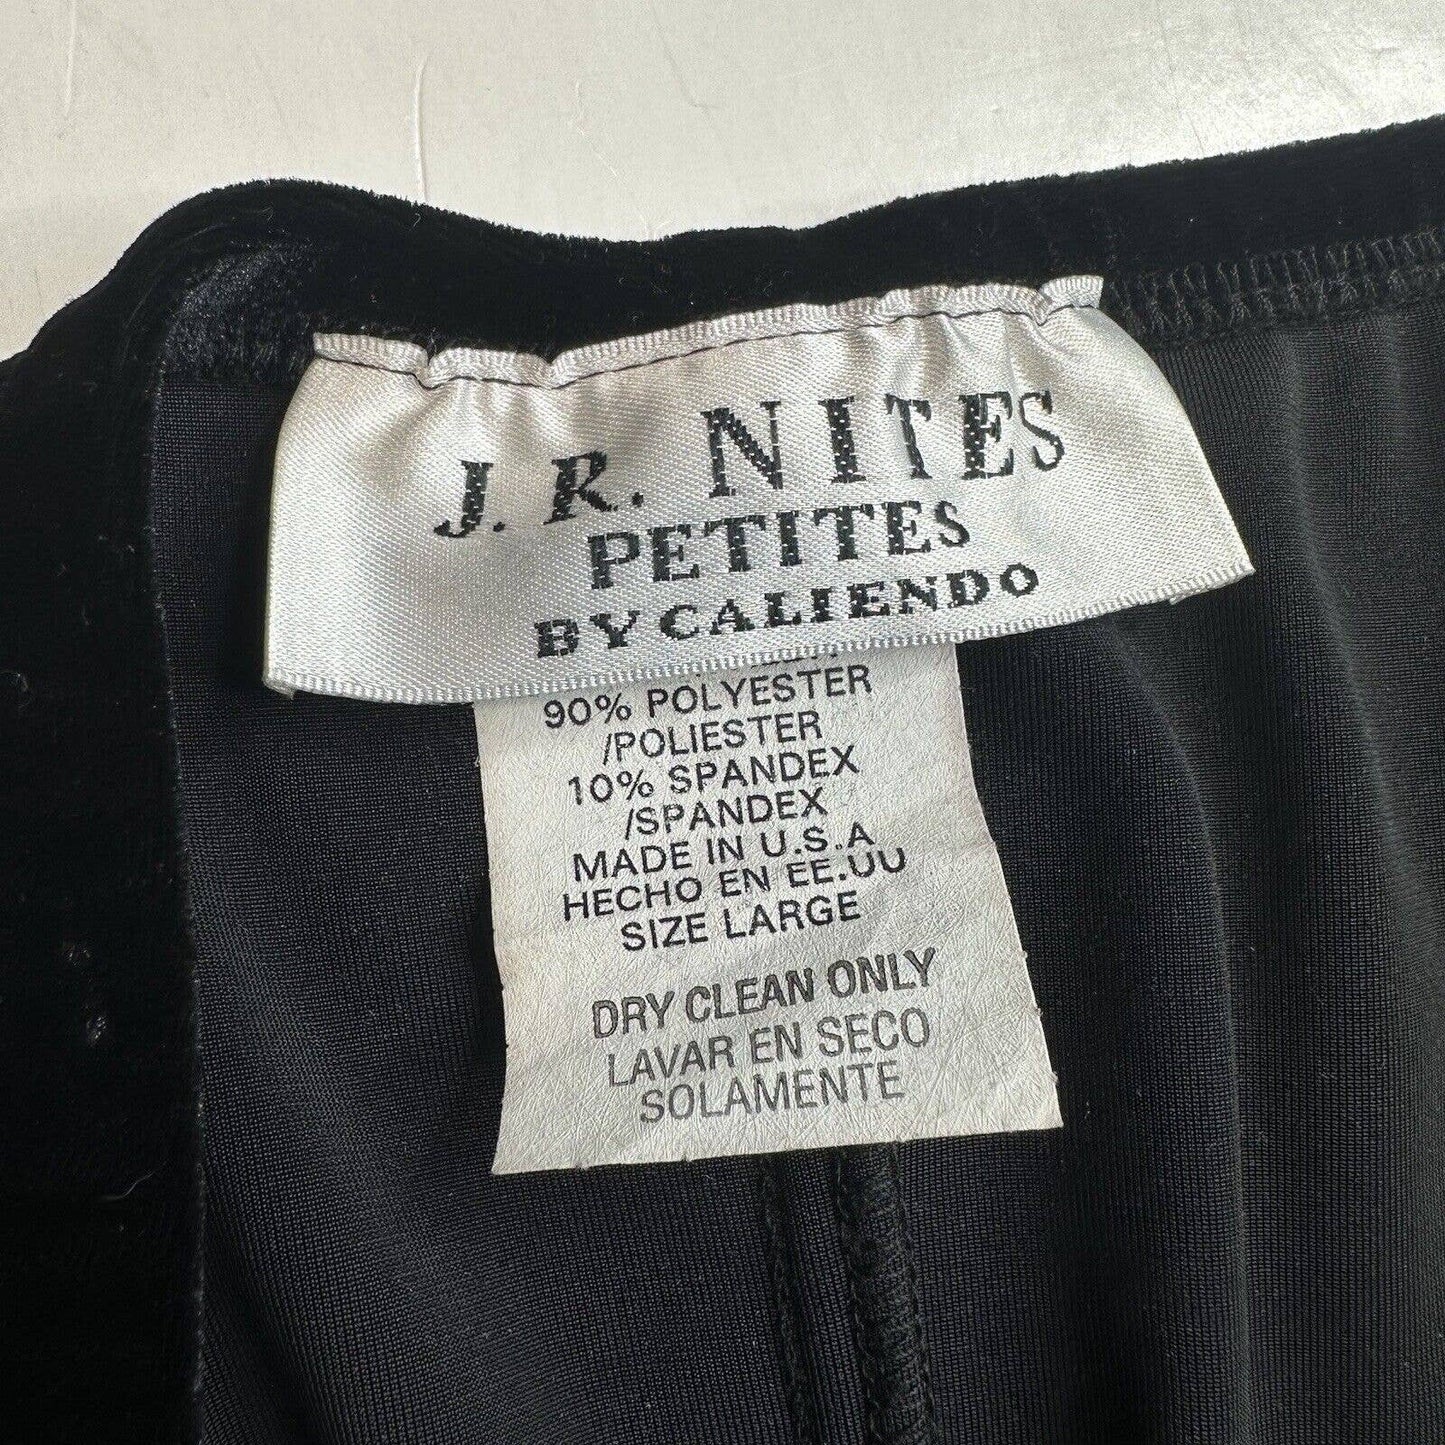 J. R. NITES
PETITES
BY CALIENDO
90% POLYESTER
/POLIESTER
10% SPANDEX
/SPANDEX
MADE IN U.S.A
HECHO EN EE.UU
SIZE LARGE
DRY CLEAN ONLY
LAVAR EN SECO
SOLAMENTE